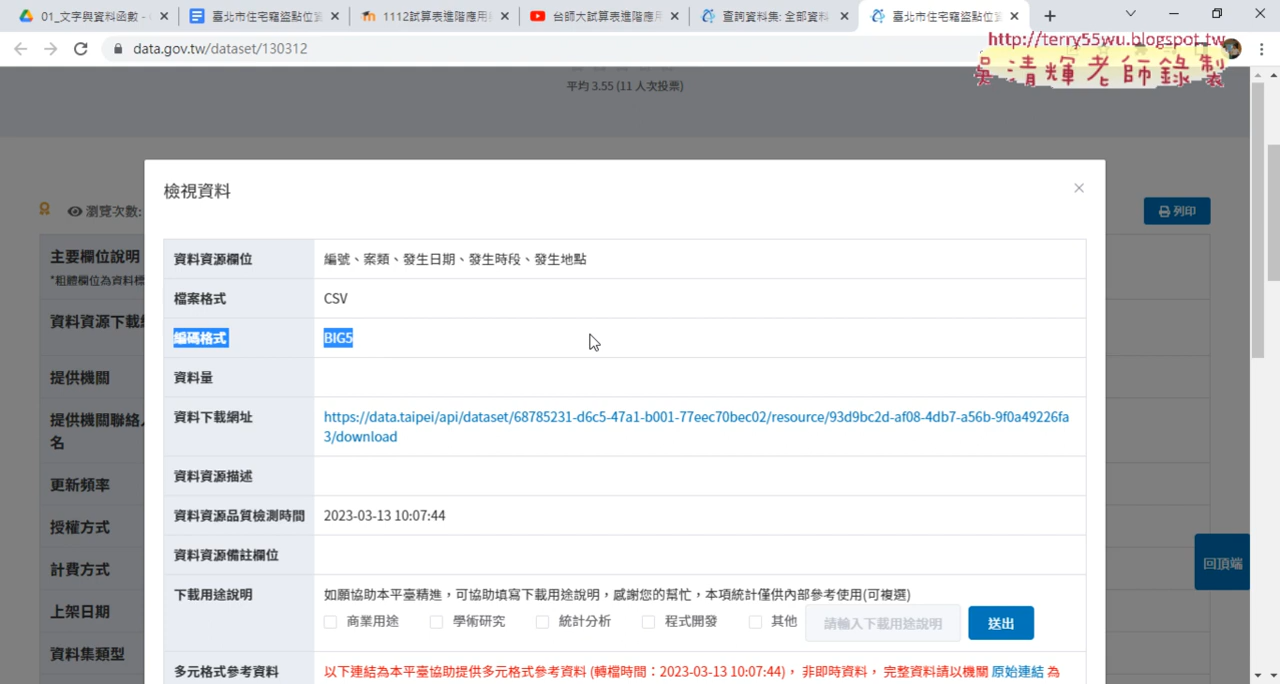 01_文字與資料函數 -
臺北市住宅竊盜點位資
1112試算表進階應用
台師大試算表進階應用
查詢資料集: 全部資料
臺北市住宅竊盜點位資
data.gov.tw/dataset/130312
http://terry55wu.blogspot.tw
吳清輝老師錄製
平均 3.55 (11 人次投票)
瀏覽次數:
列印
主要欄位說明
資料資源下載
提供機關
提供機關聯絡
名
更新頻率
授權方式
計費方式
上架日期
資料集類型
檢視資料
資料資源欄位 編號、案類、發生日期、發生時段、發生地點
檔案格式 CSV
編碼格式 BIG5
資料量
資料下載網址 https://data.taipei/api/dataset/68785231-d6c5-47a1-b001-77eec70bec02/resource/93d9bc2d-af08-4db7-a56b-9f0a49226fa
3/download
資料資源描述
資料資源品質檢測時間 2023-03-13 10:07:44
資料資源備註欄位
下載用途說明 如願協助本平臺精進，可協助填寫下載用途說明，感謝您的幫忙，本項統計僅供內部參考使用(可複選)
商業用途 學術研究 統計分析 程式開發 其他 請輸入下載用途說明 送出
多元格式參考資料 以下連結為本平臺協助提供多元格式參考資料 (轉檔時間：2023-03-13 10:07:44)， 非即時資料， 完整資料請以機關 原始連結 為
回頂端